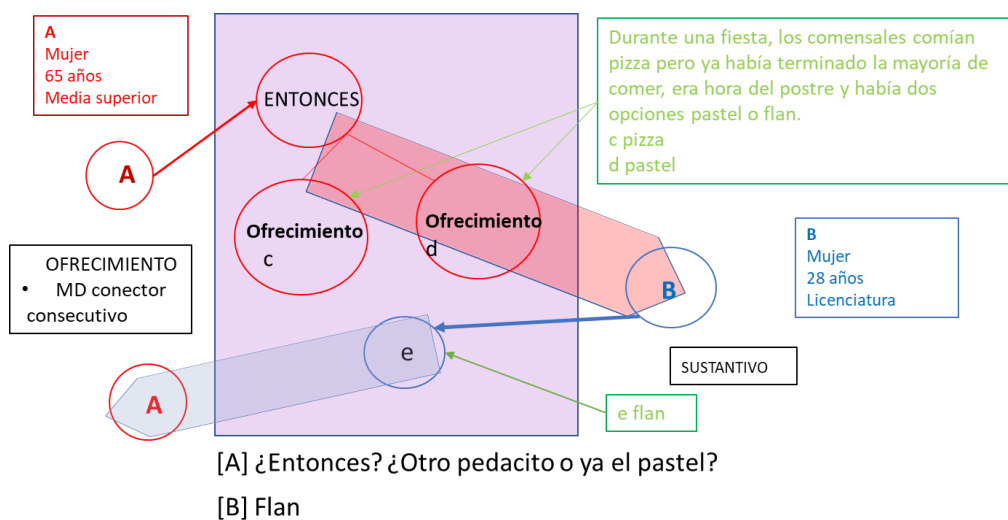 A
Mujer
65 años
Media superior
ENTONCES
Durante una fiesta, los comensales comían
pizza pero ya había terminado la mayoría de
comer, era hora del postre y había dos
opciones pastel o flan.
c pizza
d pastel
A
Ofrecimiento
c
Ofrecimiento
d
B
Mujer
28 años
Licenciatura
OFRECIMIENTO
• MD conector
consecutivo
B
e
SUSTANTIVO
A
e flan
[A] ¿Entonces? ¿Otro pedacito o ya el pastel?
[B] Flan